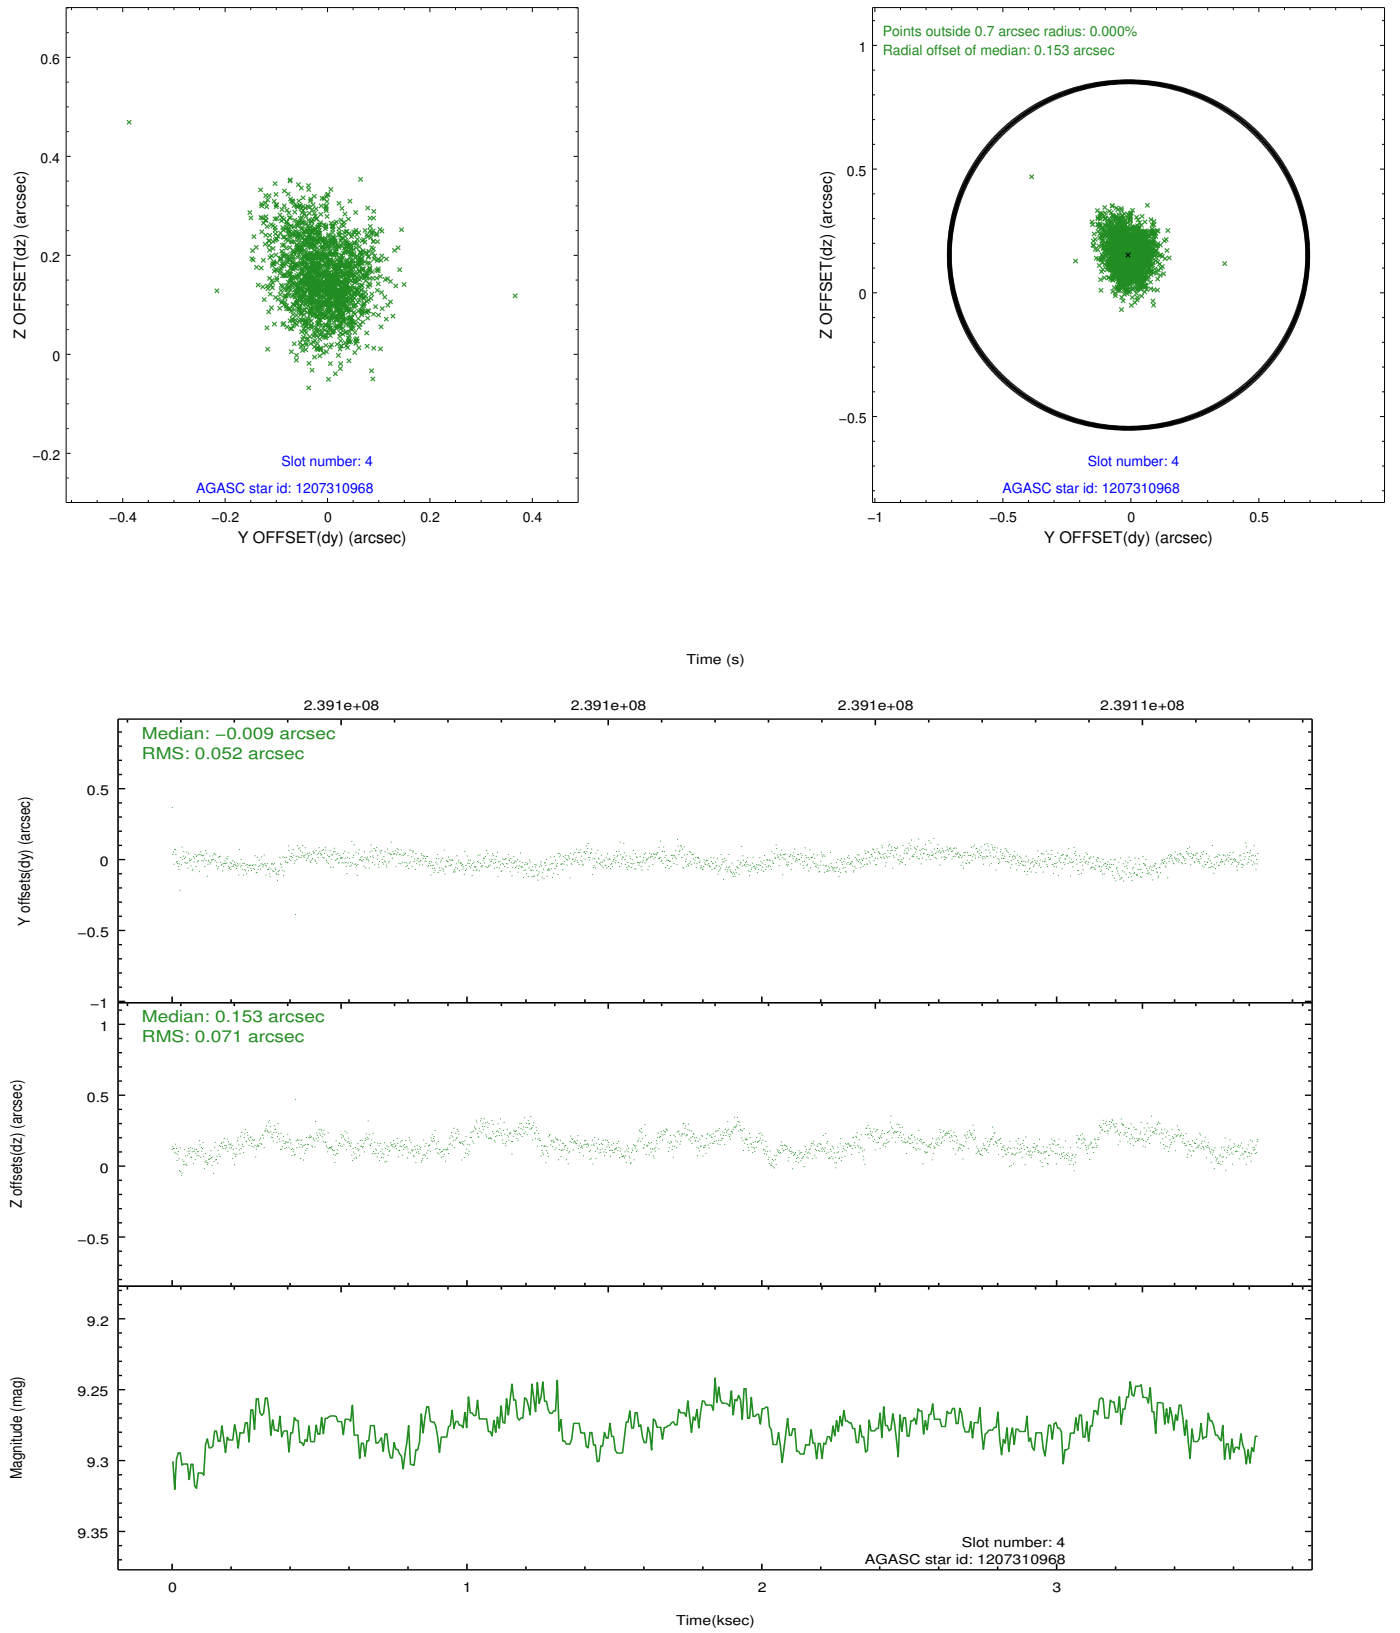 0.6
0.4
0.2
0
−0.2
Z OFFSET(dz) (arcsec)
Slot number: 4
AGASC star id: 1207310968
−0.4 −0.2 0 0.2 0.4
Y OFFSET(dy) (arcsec)
Points outside 0.7 arcsec radius: 0.000%
Radial offset of median: 0.153 arcsec
1
0.5
0
−0.5
Z OFFSET(dz) (arcsec)
Slot number: 4
AGASC star id: 1207310968
−1 −0.5 0 0.5
Y OFFSET(dy) (arcsec)
Time (s)
2.391e+08 2.391e+08 2.391e+08 2.3911e+08
Median: −0.009 arcsec
RMS: 0.052 arcsec
0.5
0
−0.5
−1
Y offsets(dy) (arcsec)
Median: 0.153 arcsec
RMS: 0.071 arcsec
1
0.5
0
−0.5
Z offsets(dz) (arcsec)
9.2
9.25
9.3
9.35
Magnitude (mag)
Slot number: 4
AGASC star id: 1207310968
0 1 2 3
Time(ksec)